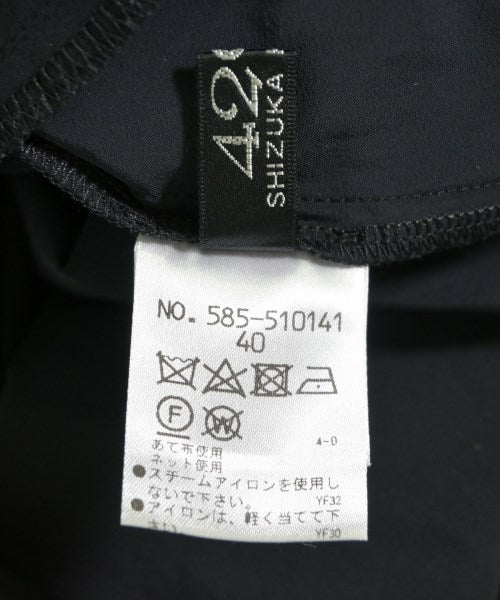 42
SHIZUKA
NO. 585-510141
40
F
W
4-0
あて布使用
ネット使用
●スチームアイロンを使用し
ないで下さい。
YF32
●アイロンは、軽く当てて下
さい。
YF30